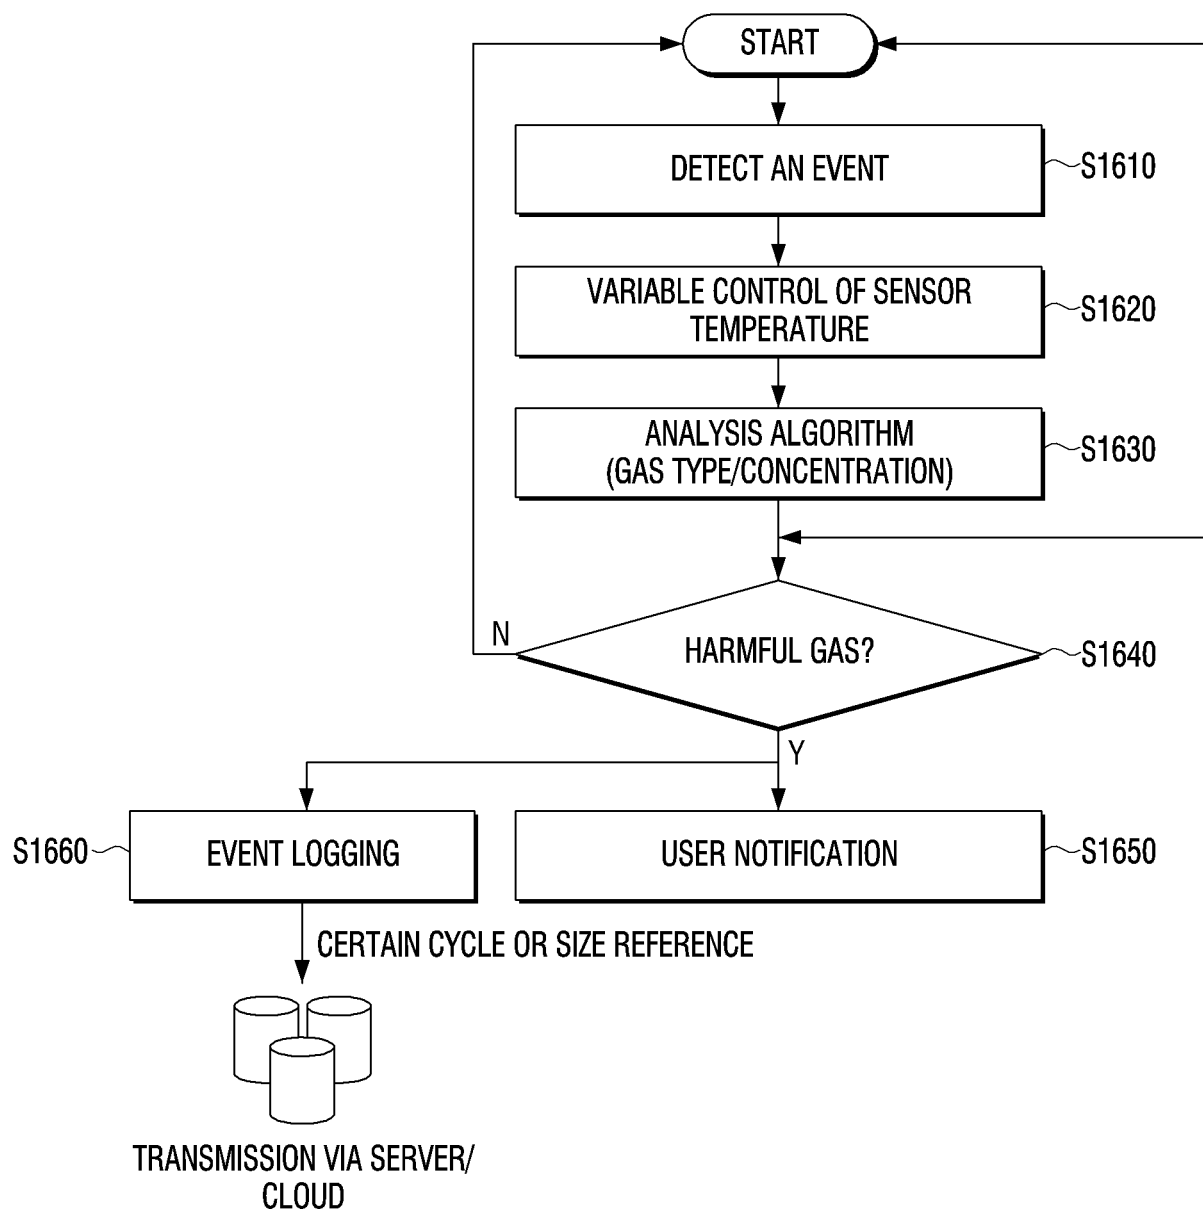 START
DETECT AN EVENT
S1610
VARIABLE CONTROL OF SENSOR
TEMPERATURE
S1620
ANALYSIS ALGORITHM
(GAS TYPE/CONCENTRATION)
S1630
N
HARMFUL GAS?
S1640
Y
S1660
EVENT LOGGING
USER NOTIFICATION
S1650
CERTAIN CYCLE OR SIZE REFERENCE
TRANSMISSION VIA SERVER/
CLOUD